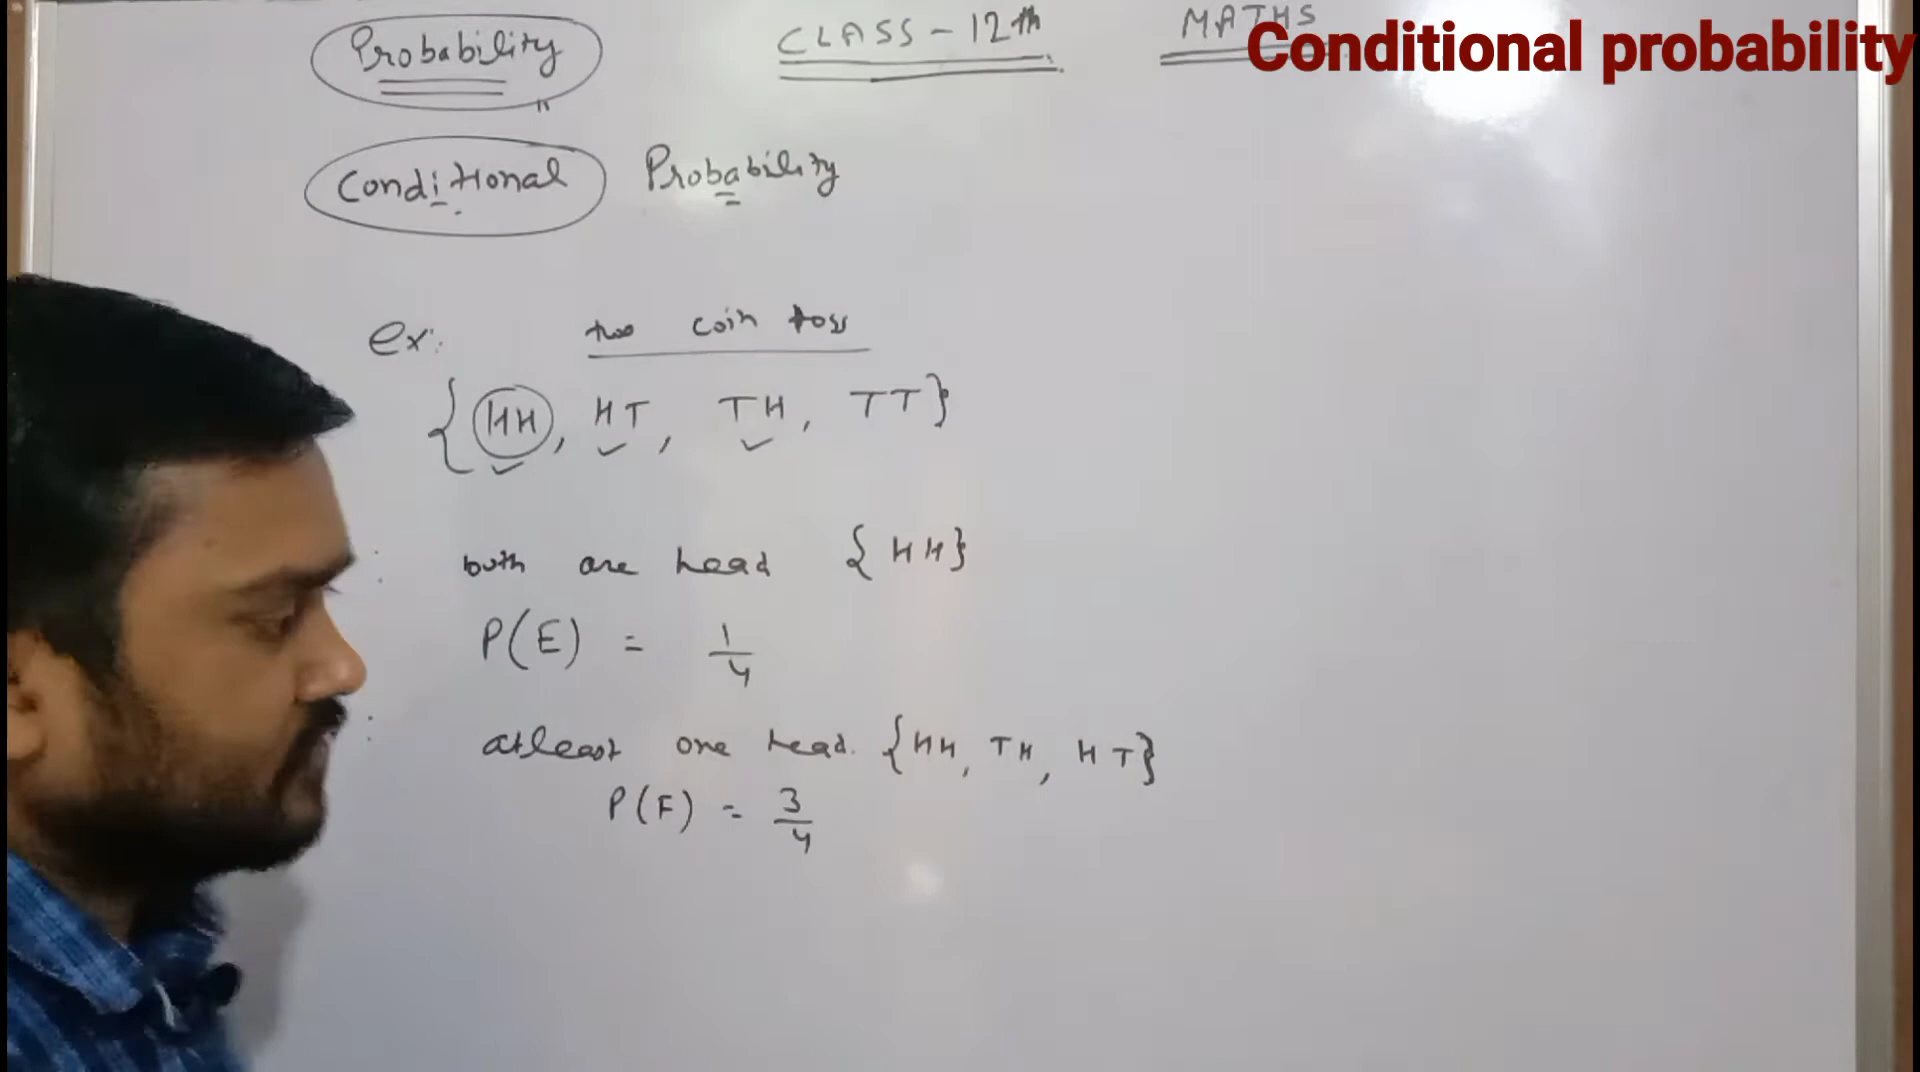 Probability
CLASS - 12th
MATHS
Conditional probability
Conditional Probability
ex: two coin toss
{HH, HT, TH, TT}
both are head {HH}
P(E) = 1/4
atleast one head. {HH, TH, HT}
P(F) = 3/4